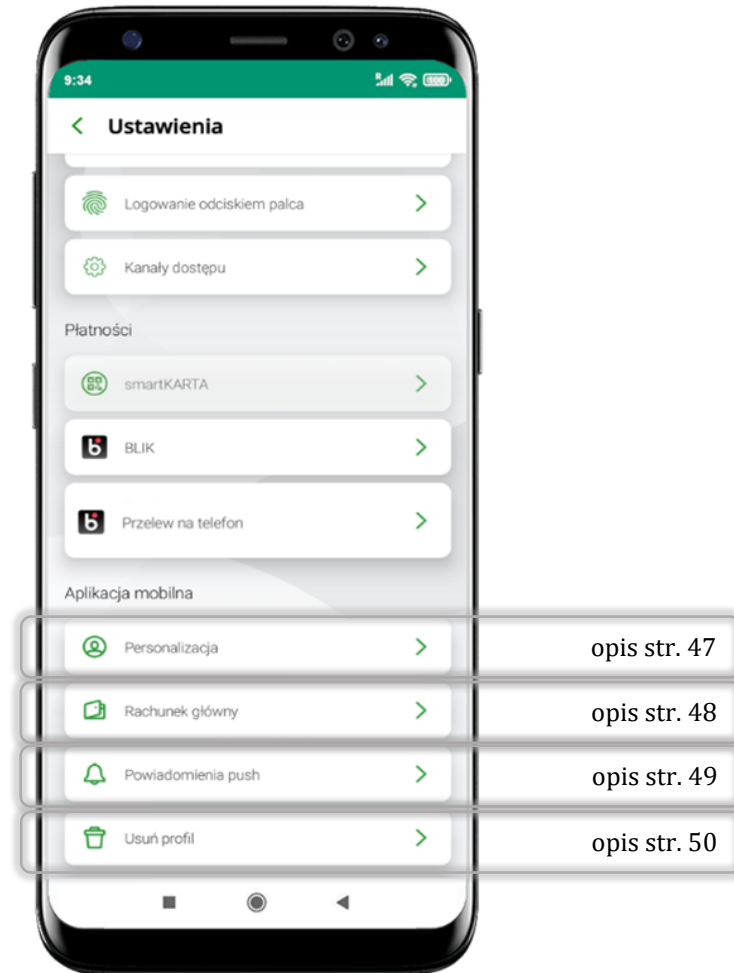 9:34
Ustawienia
Logowanie odciskiem palca
Kanały dostępu
Płatności
smartKARTA
BLIK
Przelew na telefon
Aplikacja mobilna
Personalizacja opis str. 47
Rachunek główny opis str. 48
Powiadomienia push opis str. 49
Usuń profil opis str. 50